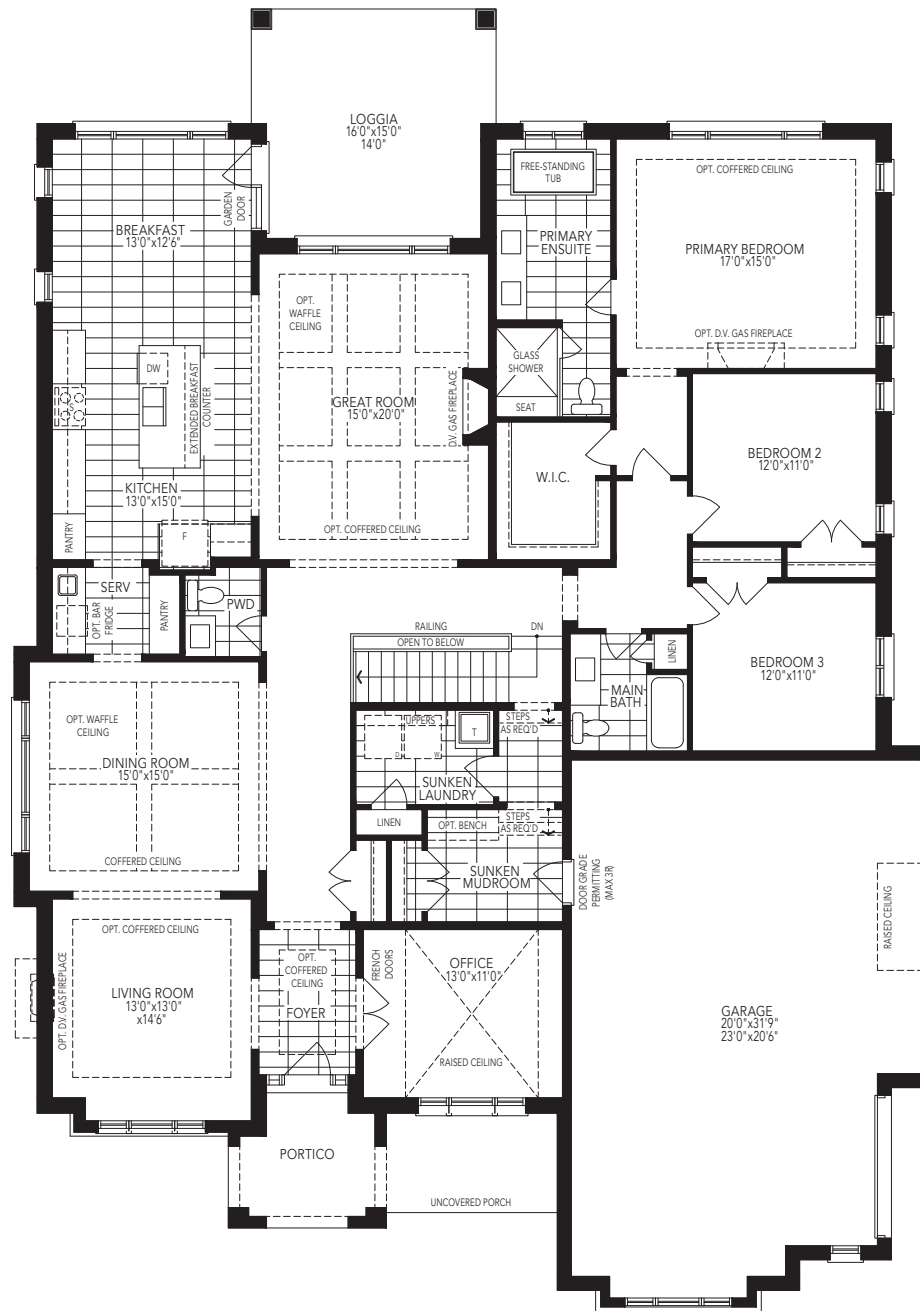 LOGGIA
16'0"x15'0"
14'0"
FREE-STANDING
TUB
OPT. COFFERED CEILING
GARDEN
DOOR
BREAKFAST
13'0"x12'6"
PRIMARY
ENSUITE
PRIMARY BEDROOM
17'0"x15'0"
OPT.
WAFFLE
CEILING
OPT. D.V. GAS FIREPLACE
GLASS
SHOWER
SEAT
DW
EXTENDED BREAKFAST
COUNTER
GREAT ROOM
15'0"x20'0"
D.V. GAS FIREPLACE
BEDROOM 2
12'0"x11'0"
W.I.C.
KITCHEN
13'0"x15'0"
PANTRY
F
OPT. COFFERED CEILING
SERV
OPT. BAR
FRIDGE
PANTRY
PWD
RAILING
DN
OPEN TO BELOW
LINEN
BEDROOM 3
12'0"x11'0"
MAIN
BATH
OPT. WAFFLE
CEILING
UPPERS
D
W
T
STEPS
AS REQ'D
DINING ROOM
15'0"x15'0"
SUNKEN
LAUNDRY
LINEN
OPT. BENCH
STEPS
AS REQ'D
COFFERED CEILING
SUNKEN
MUDROOM
DOOR GRADE
PERMITTING
(MAX 3R)
RAISED CEILING
OPT. COFFERED CEILING
OPT. D.V. GAS FIREPLACE
LIVING ROOM
13'0"x13'0"
x14'6"
OPT.
COFFERED
CEILING
FOYER
FRENCH
DOORS
OFFICE
13'0"x11'0"
RAISED CEILING
GARAGE
20'0"x31'9"
23'0"x20'6"
PORTICO
UNCOVERED PORCH